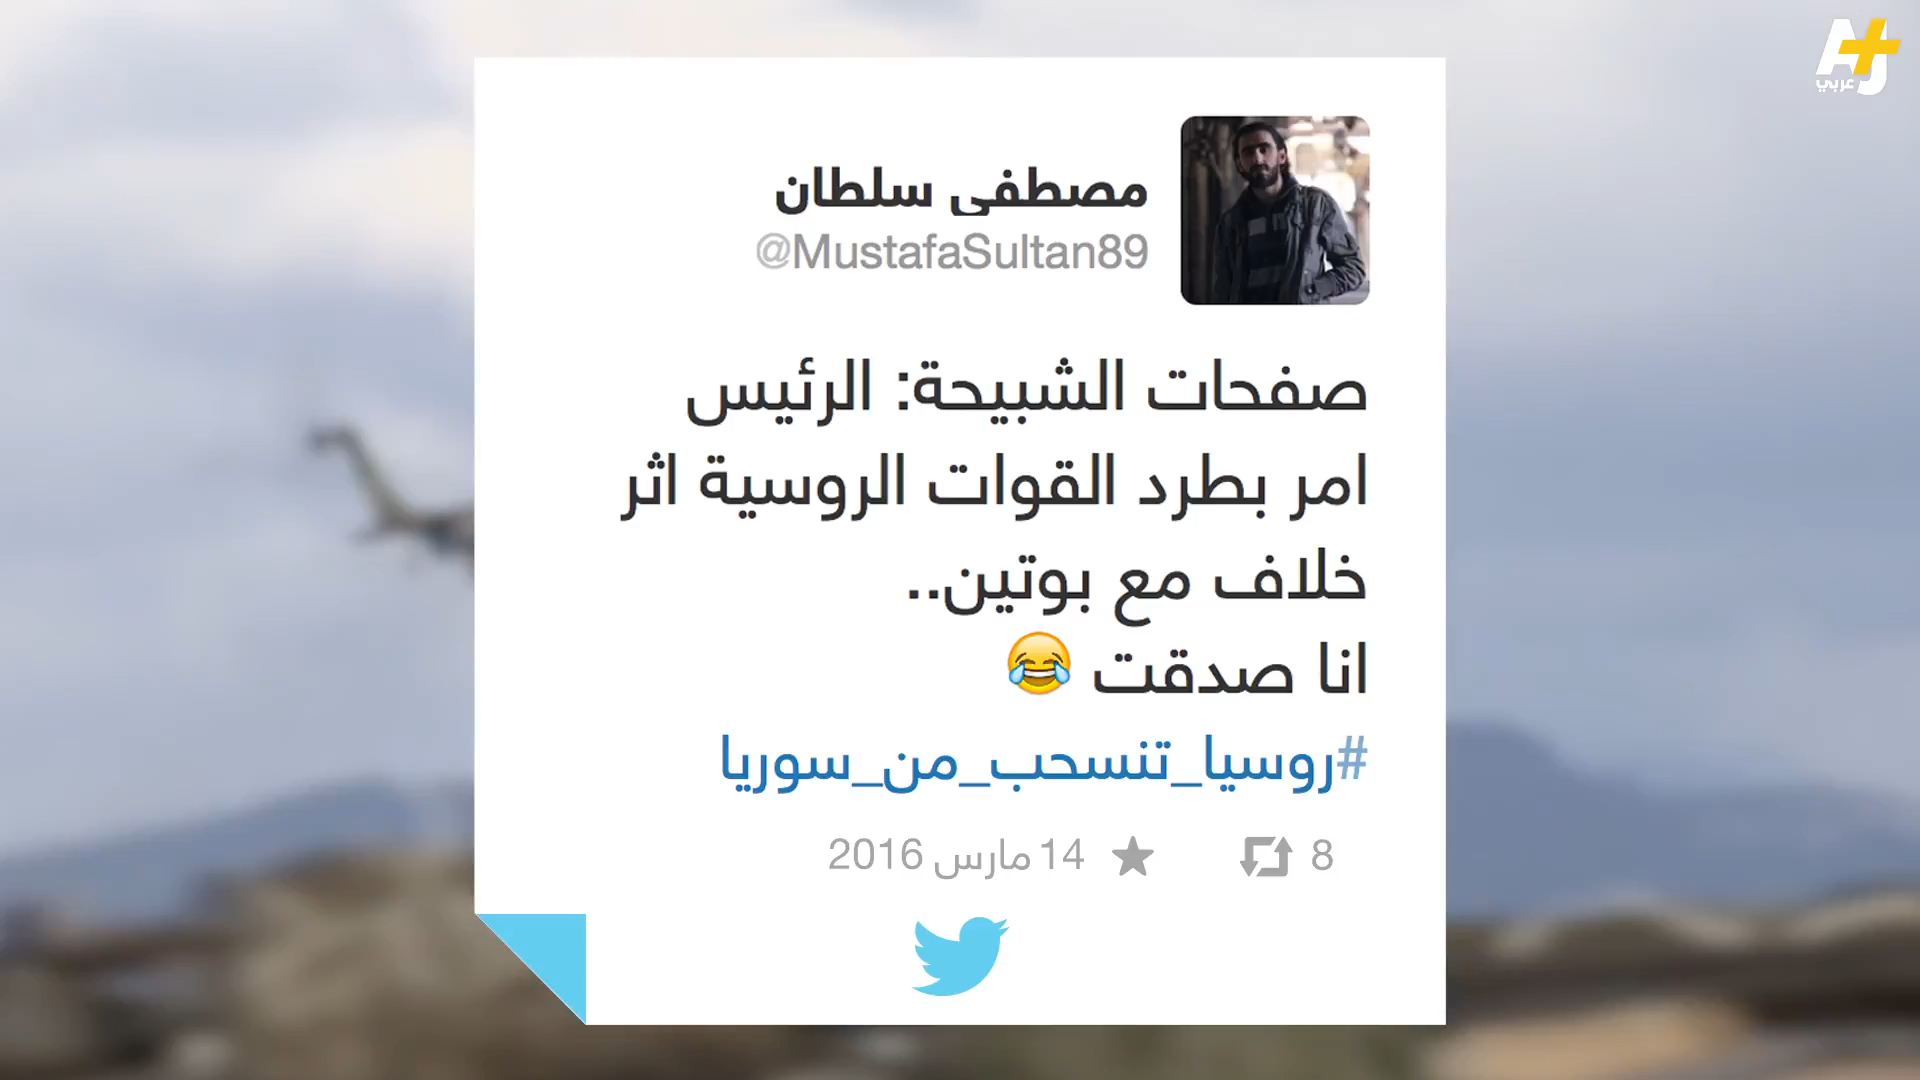 عربي
مصطفى سلطان
@MustafaSultan89
صفحات الشبيحة: الرئيس
امر بطرد القوات الروسية اثر
خلاف مع بوتين..
انا صدقت 😂
#روسيا_تنسحب_من_سوريا
8 14 مارس 2016